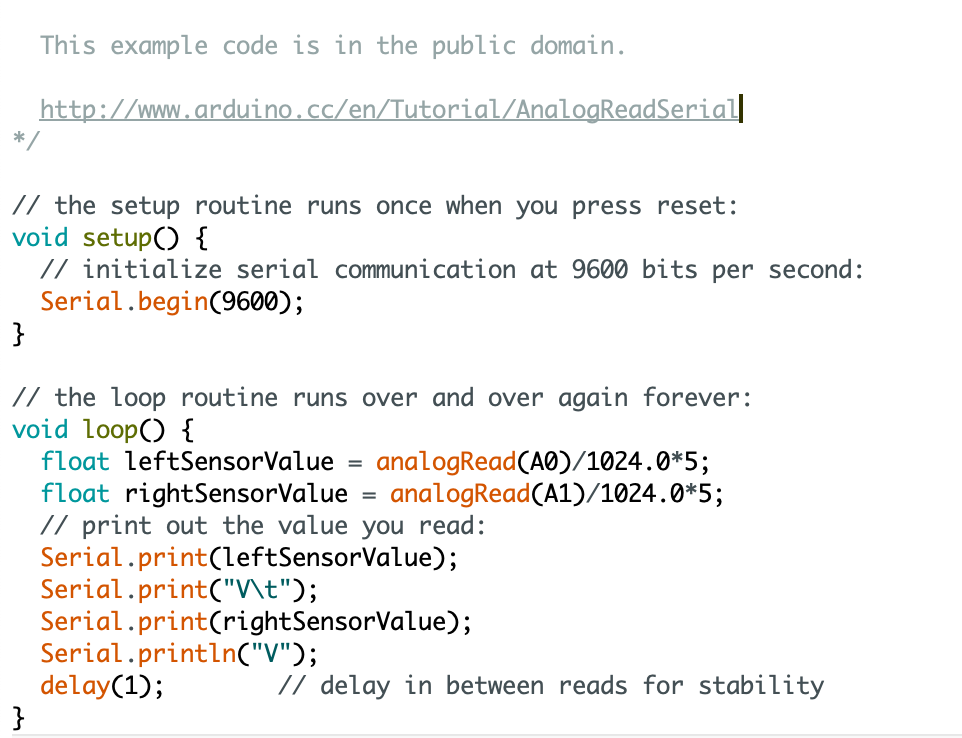 This example code is in the public domain.
http://www.arduino.cc/en/Tutorial/AnalogReadSerial
*/
// the setup routine runs once when you press reset:
void setup() {
  // initialize serial communication at 9600 bits per second:
  Serial.begin(9600);
}
// the loop routine runs over and over again forever:
void loop() {
  float leftSensorValue = analogRead(A0)/1024.0*5;
  float rightSensorValue = analogRead(A1)/1024.0*5;
  // print out the value you read:
  Serial.print(leftSensorValue);
  Serial.print("V\t");
  Serial.print(rightSensorValue);
  Serial.println("V");
  delay(1);        // delay in between reads for stability
}